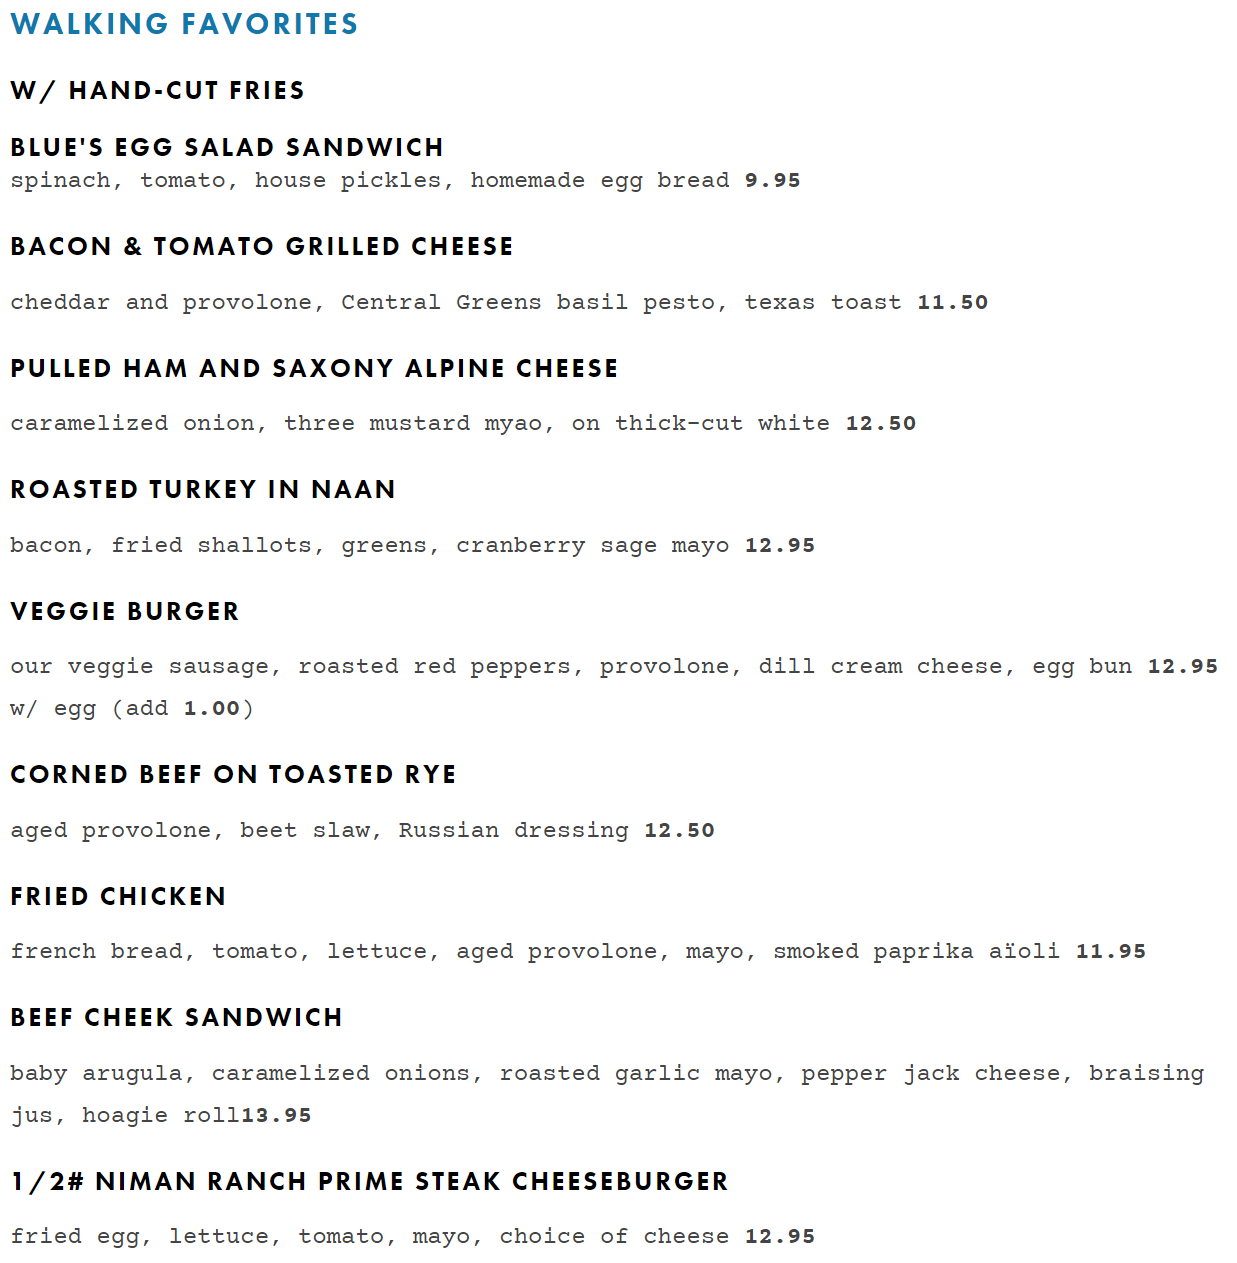 WALKING FAVORITES
W/ HAND-CUT FRIES
BLUE'S EGG SALAD SANDWICH
spinach, tomato, house pickles, homemade egg bread 9.95
BACON & TOMATO GRILLED CHEESE
cheddar and provolone, Central Greens basil pesto, texas toast 11.50
PULLED HAM AND SAXONY ALPINE CHEESE
caramelized onion, three mustard myao, on thick-cut white 12.50
ROASTED TURKEY IN NAAN
bacon, fried shallots, greens, cranberry sage mayo 12.95
VEGGIE BURGER
our veggie sausage, roasted red peppers, provolone, dill cream cheese, egg bun 12.95
w/ egg (add 1.00)
CORNED BEEF ON TOASTED RYE
aged provolone, beet slaw, Russian dressing 12.50
FRIED CHICKEN
french bread, tomato, lettuce, aged provolone, mayo, smoked paprika aïoli 11.95
BEEF CHEEK SANDWICH
baby arugula, caramelized onions, roasted garlic mayo, pepper jack cheese, braising
jus, hoagie roll13.95
1/2# NIMAN RANCH PRIME STEAK CHEESEBURGER
fried egg, lettuce, tomato, mayo, choice of cheese 12.95